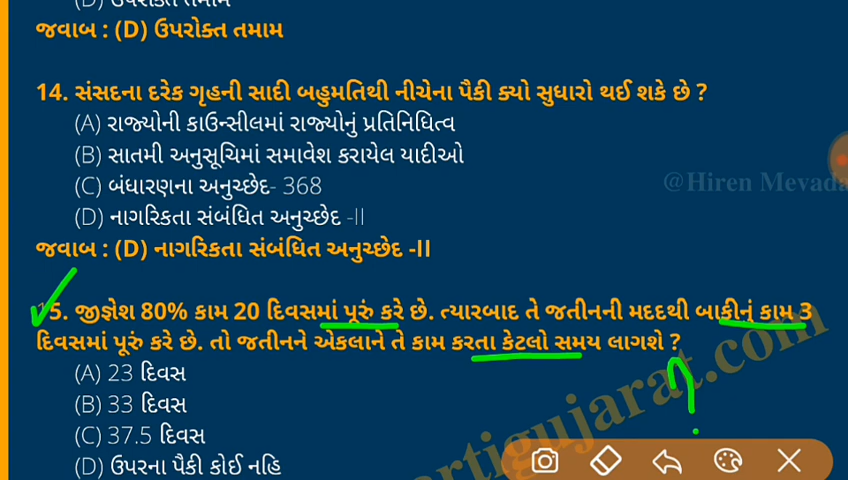 (D) ઉપરોક્ત તમામ
જવાબ : (D) ઉપરોક્ત તમામ
14. સંસદના દરેક ગૃહની સાદી બહુમતિથી નીચેના પૈકી ક્યો સુધારો થઈ શકે છે ?
(A) રાજ્યોની કાઉન્સીલમાં રાજ્યોનું પ્રતિનિધિત્વ
(B) સાતમી અનુસૂચિમાં સમાવેશ કરાયેલ યાદીઓ
(C) બંધારણના અનુચ્છેદ- 368
@Hiren Mevada
(D) નાગરિકતા સંબંધિત અનુચ્છેદ -II
જવાબ : (D) નાગરિકતા સંબંધિત અનુચ્છેદ -II
15. જીજ્ઞેશ 80% કામ 20 દિવસમાં પૂરું કરે છે. ત્યારબાદ તે જતીનની મદદથી બાકીનું કામ 3
દિવસમાં પૂરું કરે છે. તો જતીનને એકલાને તે કામ કરતા કેટલો સમય લાગશે ?
(A) 23 દિવસ
(B) 33 દિવસ
(C) 37.5 દિવસ
(D) ઉપરના પૈકી કોઈ નહિ
artigujarat.com
?